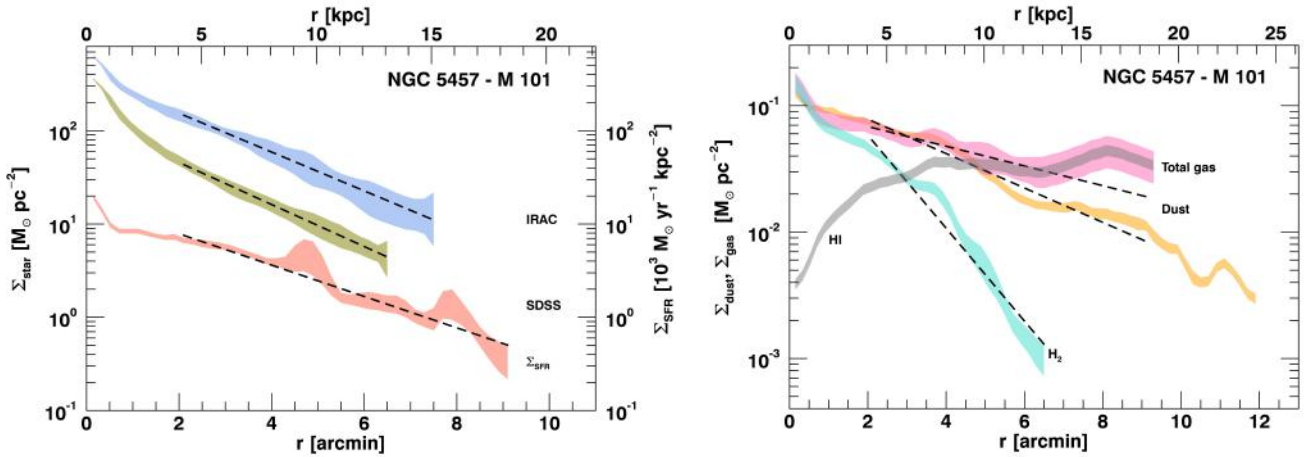 r [kpc]
0 5 10 15 20
NGC 5457 - M 101
10² 10²
10¹ 10¹
10⁰ 10⁰
10⁻¹ 10⁻¹
Σstar [M⊙ pc⁻²]
ΣSFR [10³ M⊙ yr⁻¹ kpc⁻²]
IRAC
SDSS
ΣSFR
0 2 4 6 8 10
r [arcmin]
r [kpc]
0 5 10 15 20 25
NGC 5457 - M 101
10⁻¹
10⁻²
10⁻³
Σdust, Σgas [M⊙ pc⁻²]
Total gas
Dust
HI
H₂
0 2 4 6 8 10 12
r [arcmin]